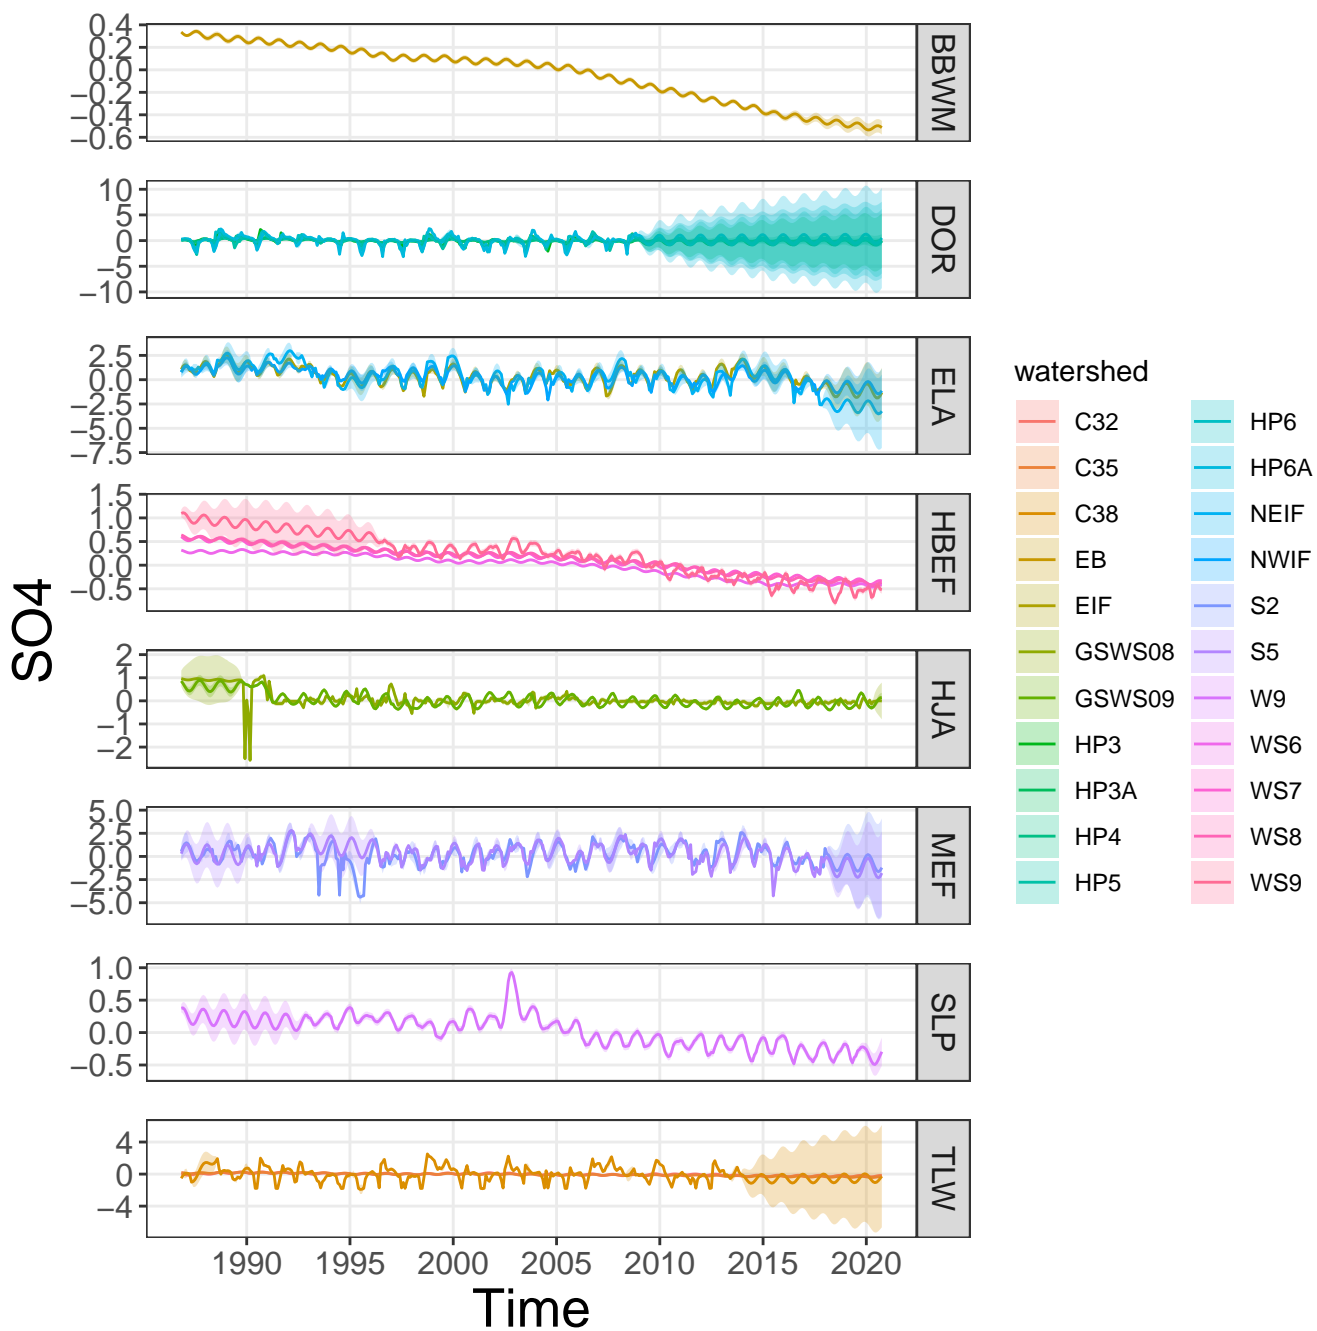 SO4
0.4
0.2
0.0
−0.2
−0.4
−0.6
BBWM
10
5
0
−5
−10
DOR
2.5
0.0
−2.5
−5.0
−7.5
ELA
1.5
1.0
0.5
0.0
−0.5
HBEF
2
1
0
−1
−2
HJA
5.0
2.5
0.0
−2.5
−5.0
MEF
1.0
0.5
0.0
−0.5
SLP
4
0
−4
TLW
1990 1995 2000 2005 2010 2015 2020
Time
watershed
C32
C35
C38
EB
EIF
GSWS08
GSWS09
HP3
HP3A
HP4
HP5
HP6
HP6A
NEIF
NWIF
S2
S5
W9
WS6
WS7
WS8
WS9